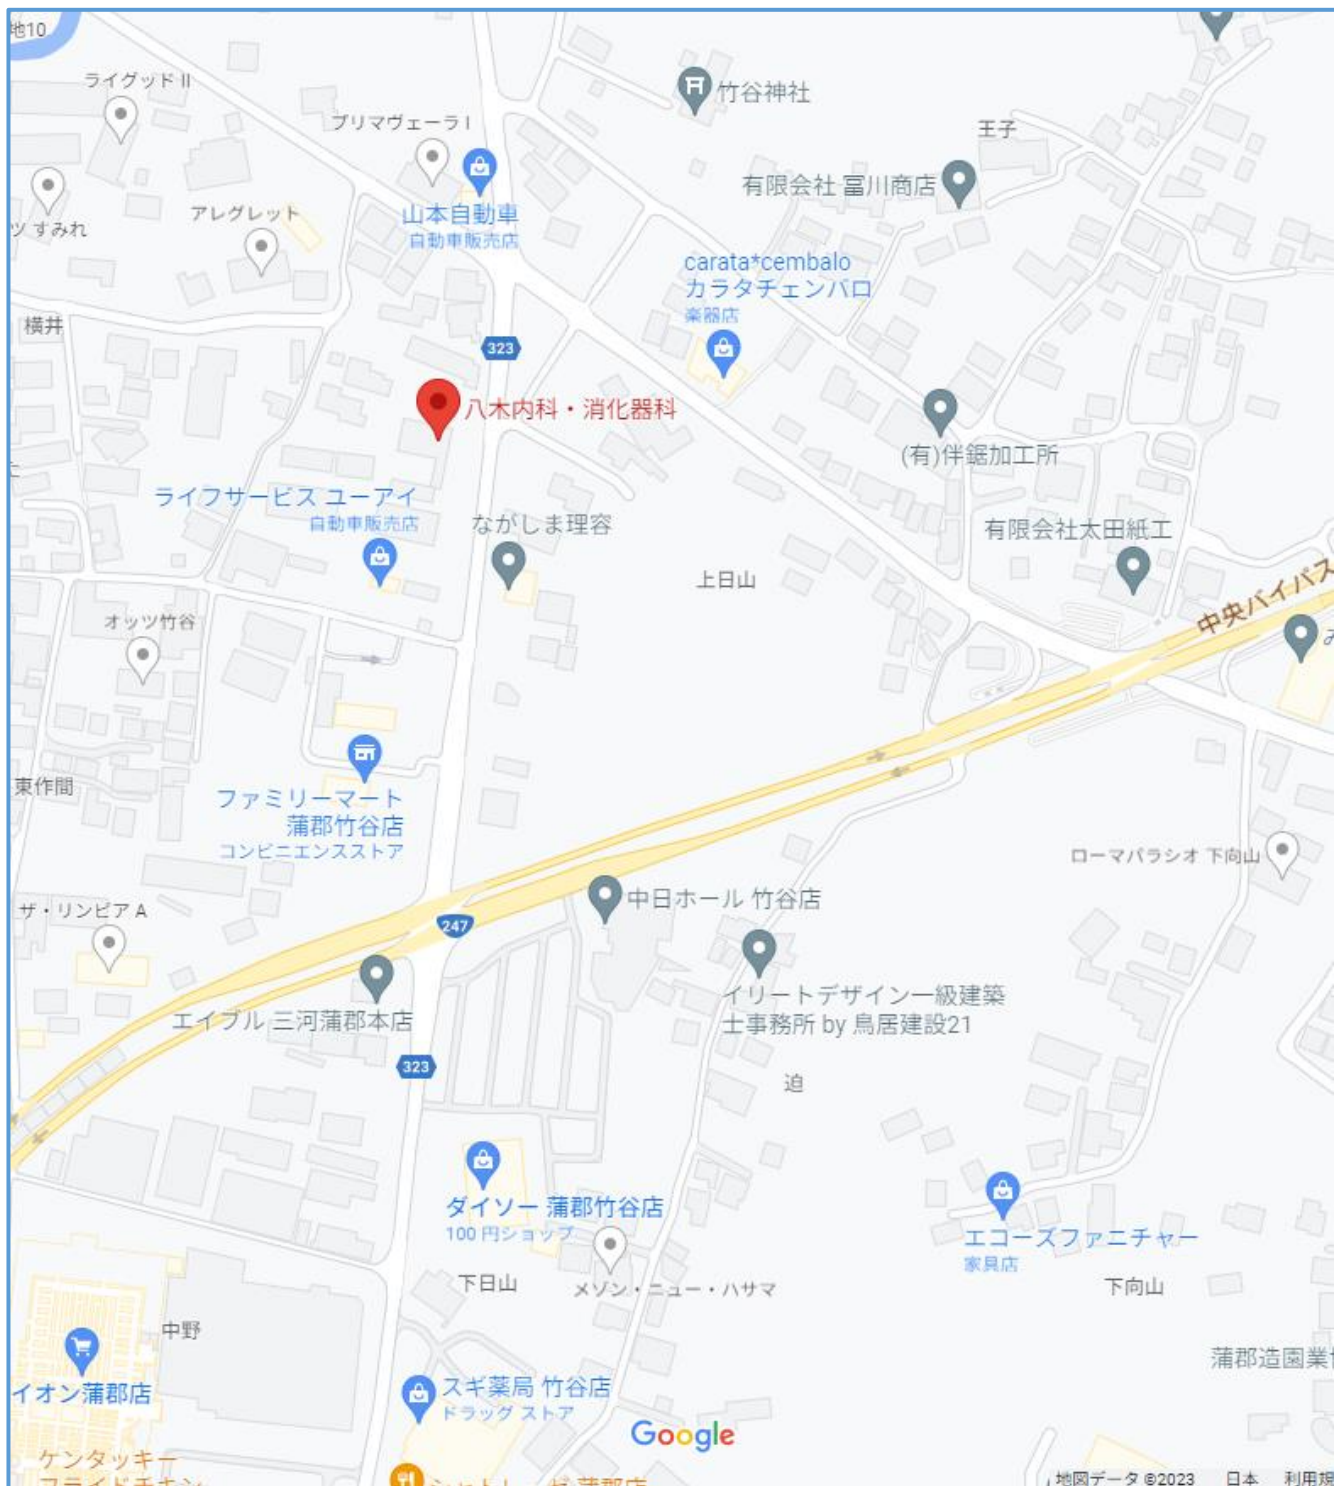 地10
ライグッド II
プリマヴェーラ I
竹谷神社
王子
有限会社 冨川商店
山本自動車
自動車販売店
アレグレット
ツ すみれ
carata*cembalo
カラタチェンバロ
楽器店
横井
323
八木内科・消化器科
(有)伴鋸加工所
ライフサービス ユーアイ
自動車販売店
ながしま理容
有限会社太田紙工
上日山
中央バイパス
オッツ竹谷
東作間
ファミリーマート
蒲郡竹谷店
コンビニエンスストア
ローマパラシオ 下向山
ザ・リンピア A
247
中日ホール 竹谷店
イリートデザイン一級建築
士事務所 by 鳥居建設21
エイブル 三河蒲郡本店
323
迫
ダイソー 蒲郡竹谷店
100 円ショップ
エコーズファニチャー
家具店
下日山
メゾン・ニュー・ハサマ
下向山
中野
蒲郡造園業
イオン蒲郡店
スギ薬局 竹谷店
ドラッグ ストア
Google
ケンタッキー
地図データ ©2023 日本 利用規